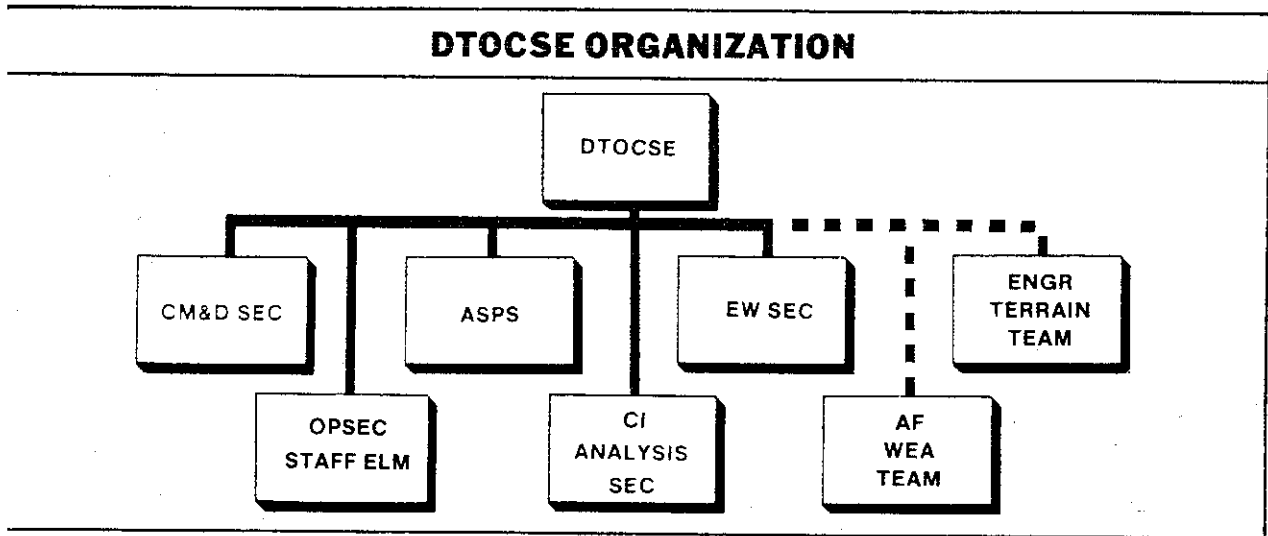 DTOCSE ORGANIZATION
DTOCSE
CM&D SEC
ASPS
EW SEC
ENGR
TERRAIN
TEAM
OPSEC
STAFF ELM
CI
ANALYSIS
SEC
AF
WEA
TEAM